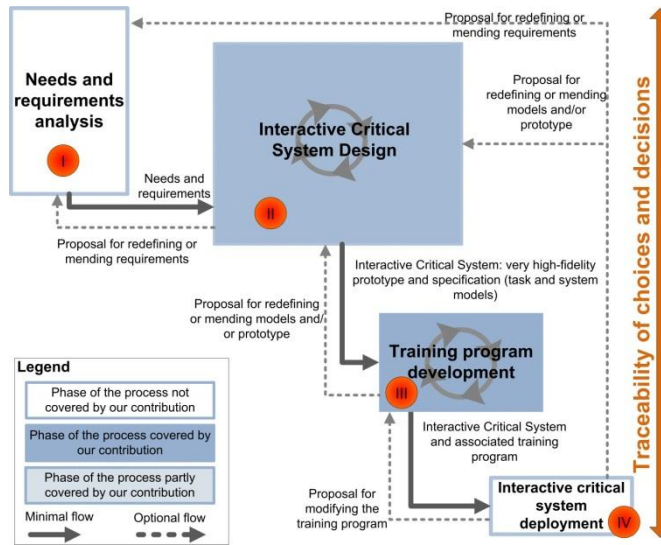 Proposal for redefining or
mending requirements
Needs and
requirements
analysis
I
Interactive Critical
System Design
II
Proposal for
redefining or mending
models and/or
prototype
Needs and
requirements
Proposal for redefining or
mending requirements
Interactive Critical System: very high-fidelity
prototype and specification (task and system
models)
Proposal for redefining
or mending models and/
or prototype
Training program
development
III
Legend
Phase of the process not
covered by our contribution
Phase of the process covered by
our contribution
Phase of the process partly
covered by our contribution
Minimal flow
Optional flow
Interactive Critical System
and associated training
program
Proposal for
modifying the
training program
Interactive critical
system
deployment
IV
Traceability of choices and decisions